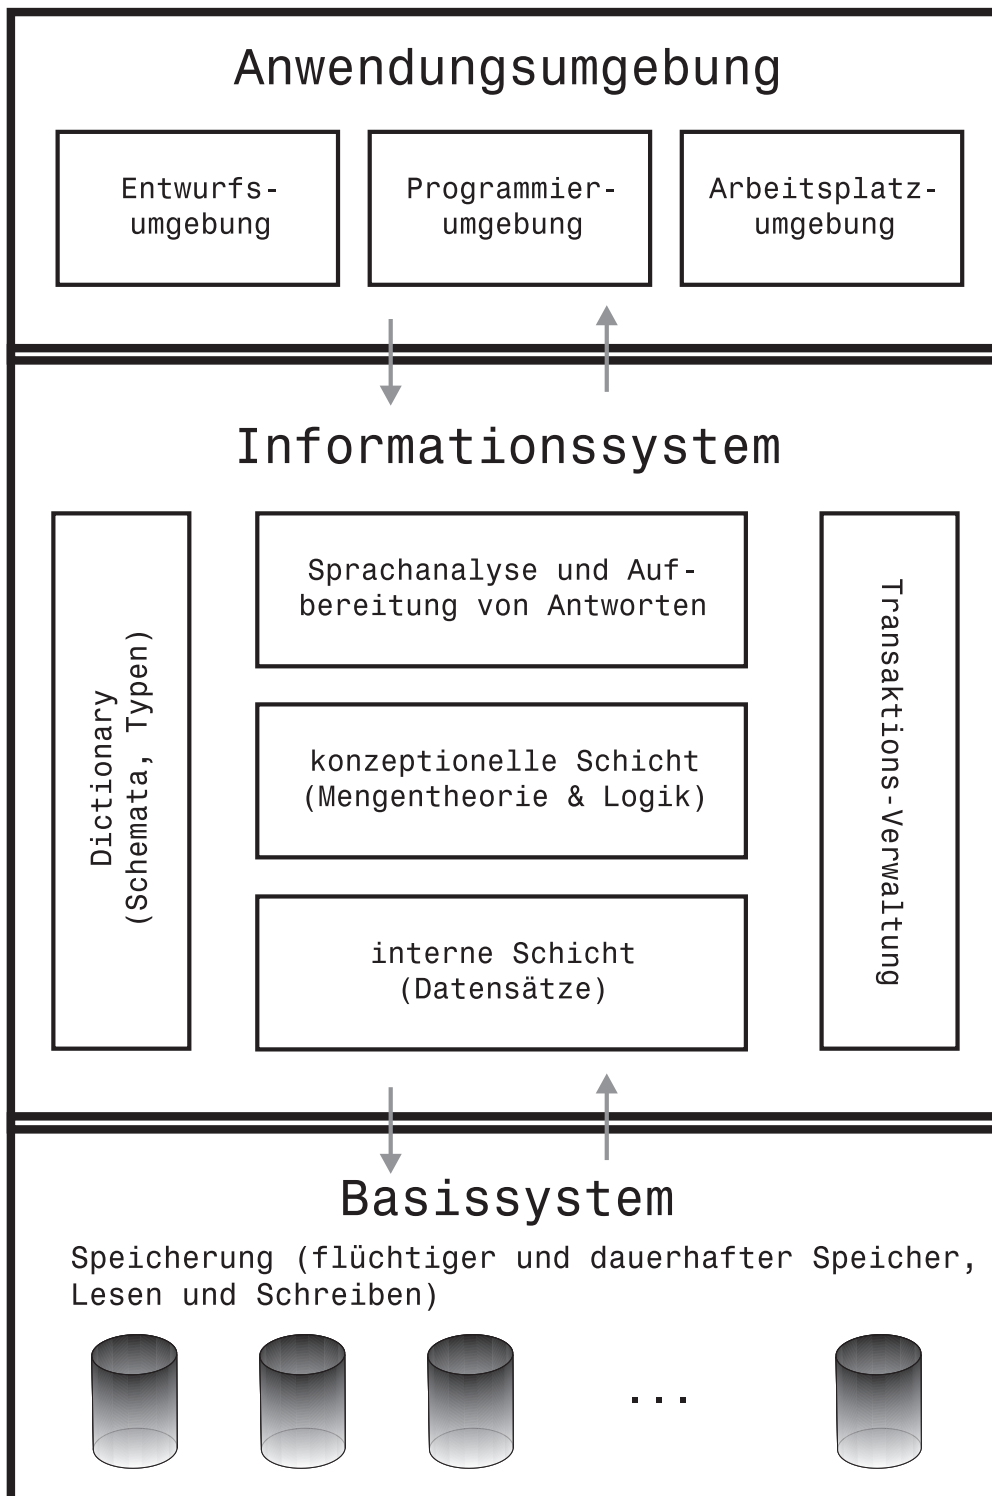 Anwendungsumgebung
Entwurfs-
umgebung
Programmier-
umgebung
Arbeitsplatz-
umgebung
Informationssystem
Dictionary
(Schemata, Typen)
Sprachanalyse und Auf-
bereitung von Antworten
konzeptionelle Schicht
(Mengentheorie & Logik)
interne Schicht
(Datensätze)
Transaktions-Verwaltung
Basissystem
Speicherung (flüchtiger und dauerhafter Speicher,
Lesen und Schreiben)
...